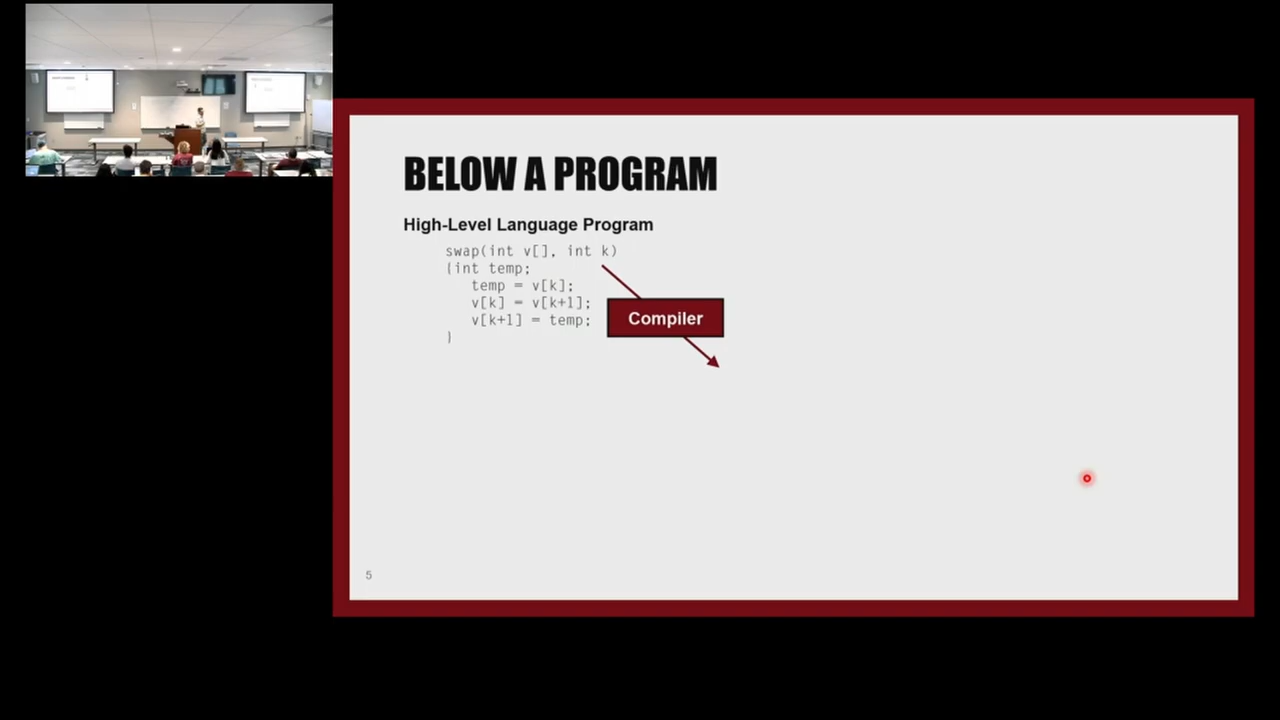 BELOW A PROGRAM
High-Level Language Program
swap(int v[], int k)
{int temp;
temp = v[k];
v[k] = v[k+1];
v[k+1] = temp;
}
Compiler
5